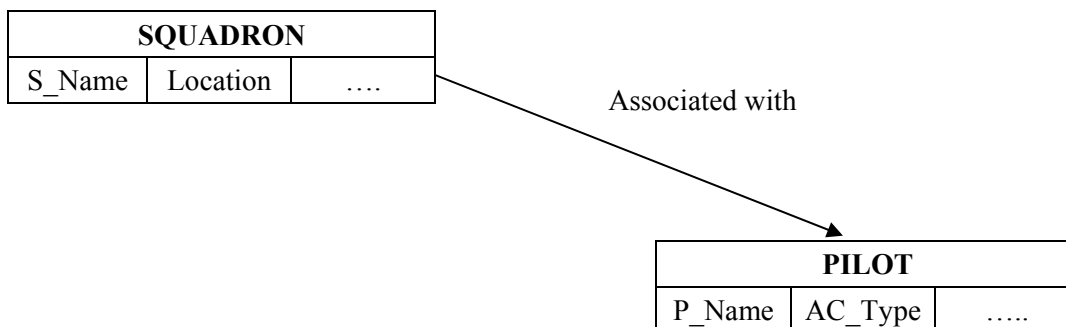 SQUADRON
S_Name Location ….
Associated with
PILOT
P_Name AC_Type …..